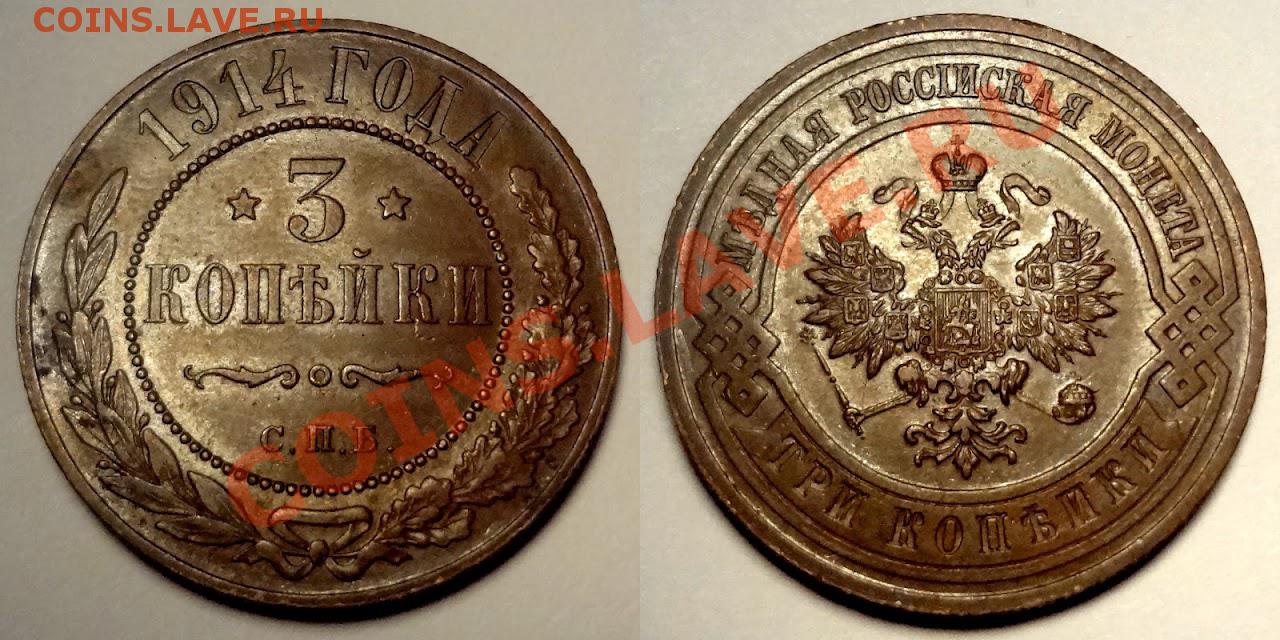 COINS.LAVE.RU
1914 ГОДА
3
КОПѢЙКИ
С.П.Б.
МѢДНАЯ РОССІЙСКАЯ МОНЕТА
ТРИ КОПѢЙКИ
COINS.LAVE.RU